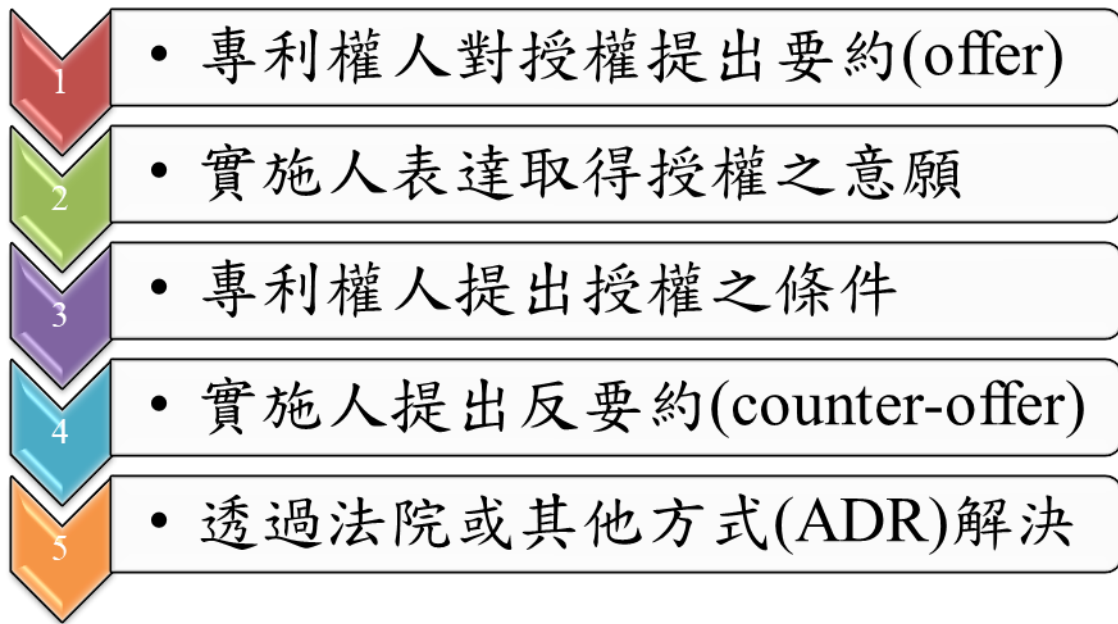 1
• 專利權人對授權提出要約(offer)
2
• 實施人表達取得授權之意願
3
• 專利權人提出授權之條件
4
• 實施人提出反要約(counter-offer)
5
• 透過法院或其他方式(ADR)解決